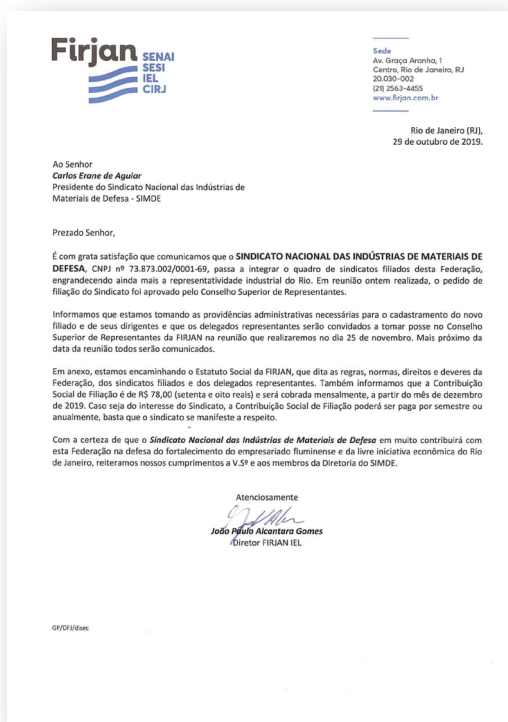 Firjan SENAI
SESI
IEL
CIRJ
Sede
Av. Graça Aranha, 1
Centro, Rio de Janeiro, RJ
20.030-002
(21) 2563-4455
www.firjan.com.br
Rio de Janeiro (RJ),
29 de outubro de 2019.
Ao Senhor
Carlos Erane de Aguiar
Presidente do Sindicato Nacional das Indústrias de
Materiais de Defesa - SIMDE
Prezado Senhor,
É com grata satisfação que comunicamos que o SINDICATO NACIONAL DAS INDÚSTRIAS DE MATERIAIS DE
DEFESA, CNPJ nº 73.873.002/0001-69, passa a integrar o quadro de sindicatos filiados desta Federação,
engrandecendo ainda mais a representatividade industrial do Rio. Em reunião ontem realizada, o pedido de
filiação do Sindicato foi aprovado pelo Conselho Superior de Representantes.
Informamos que estamos tomando as providências administrativas necessárias para o cadastramento do novo
filiado e de seus dirigentes e que os delegados representantes serão convidados a tomar posse no Conselho
Superior de Representantes da FIRJAN na reunião que realizaremos no dia 25 de novembro. Mais próximo da
data da reunião todos serão comunicados.
Em anexo, estamos encaminhando o Estatuto Social da FIRJAN, que dita as regras, normas, direitos e deveres da
Federação, dos sindicatos filiados e dos delegados representantes. Também informamos que a Contribuição
Social de Filiação é de R$ 78,00 (setenta e oito reais) e será cobrada mensalmente, a partir do mês de dezembro
de 2019. Caso seja do interesse do Sindicato, a Contribuição Social de Filiação poderá ser paga por semestre ou
anualmente, basta que o sindicato se manifeste a respeito.
Com a certeza de que o Sindicato Nacional das Indústrias de Materiais de Defesa em muito contribuirá com
esta Federação na defesa do fortalecimento do empresariado fluminense e da livre iniciativa econômica do Rio
de Janeiro, reiteramos nossos cumprimentos a V.Sª e aos membros da Diretoria do SIMDE.
Atenciosamente
João Paulo Alcantara Gomes
Diretor FIRJAN IEL
GP/DFJ/disec